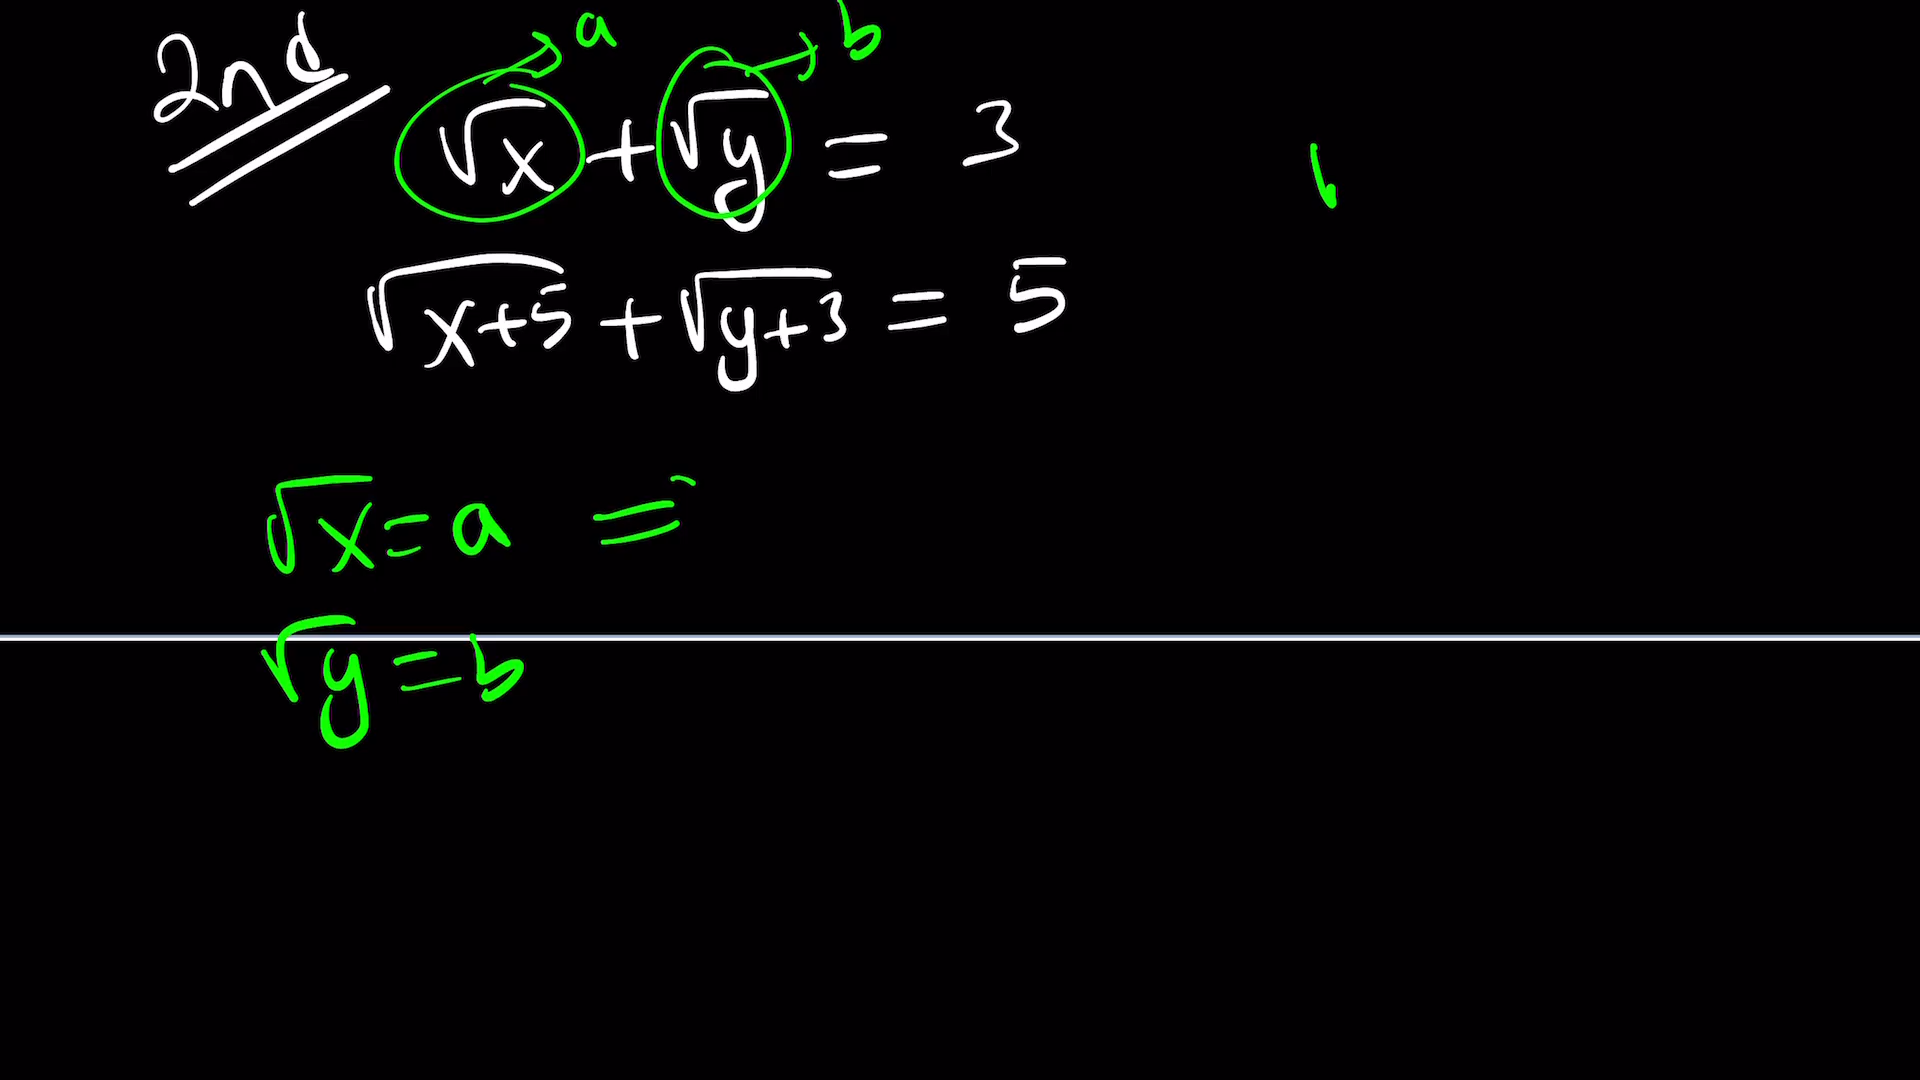 a b
2nd √x + √y = 3
√x+5 + √y+3 = 5
√x = a =
√y = b